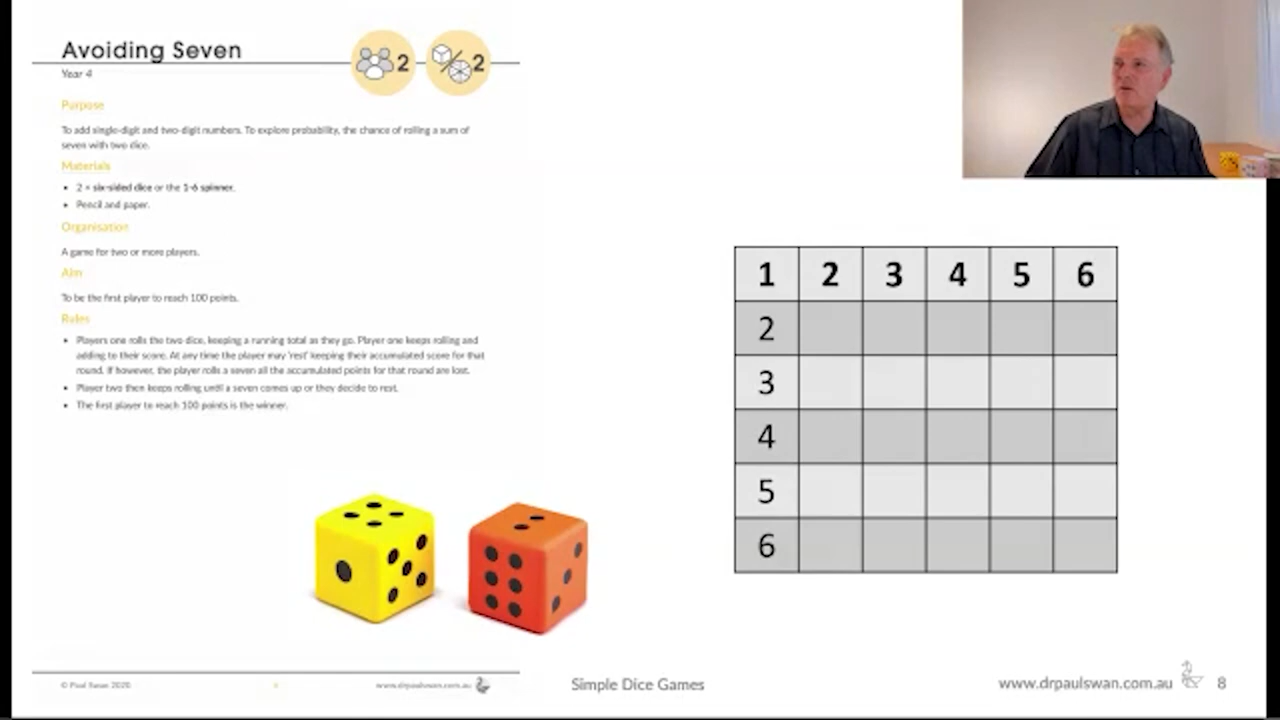 Avoiding Seven
2
2
Year 4
Purpose
To add single-digit and two-digit numbers. To explore probability, the chance of rolling a sum of
seven with two dice.
Materials
• 2 × six-sided dice or the 1-6 spinner.
• Pencil and paper.
Organisation
A game for two or more players.
Aim
To be the first player to reach 100 points.
Rules
• Players one rolls the two dice, keeping a running total as they go. Player one keeps rolling and
adding to their score. At any time the player may 'rest' keeping their accumulated score for that
round. If however, the player rolls a seven all the accumulated points for that round are lost.
• Player two then keeps rolling until a seven comes up or they decide to rest.
• The first player to reach 100 points is the winner.
1 2 3 4 5 6
2
3
4
5
6
© Paul Swan 2020
www.drpaulswan.com.au
Simple Dice Games
www.drpaulswan.com.au
8